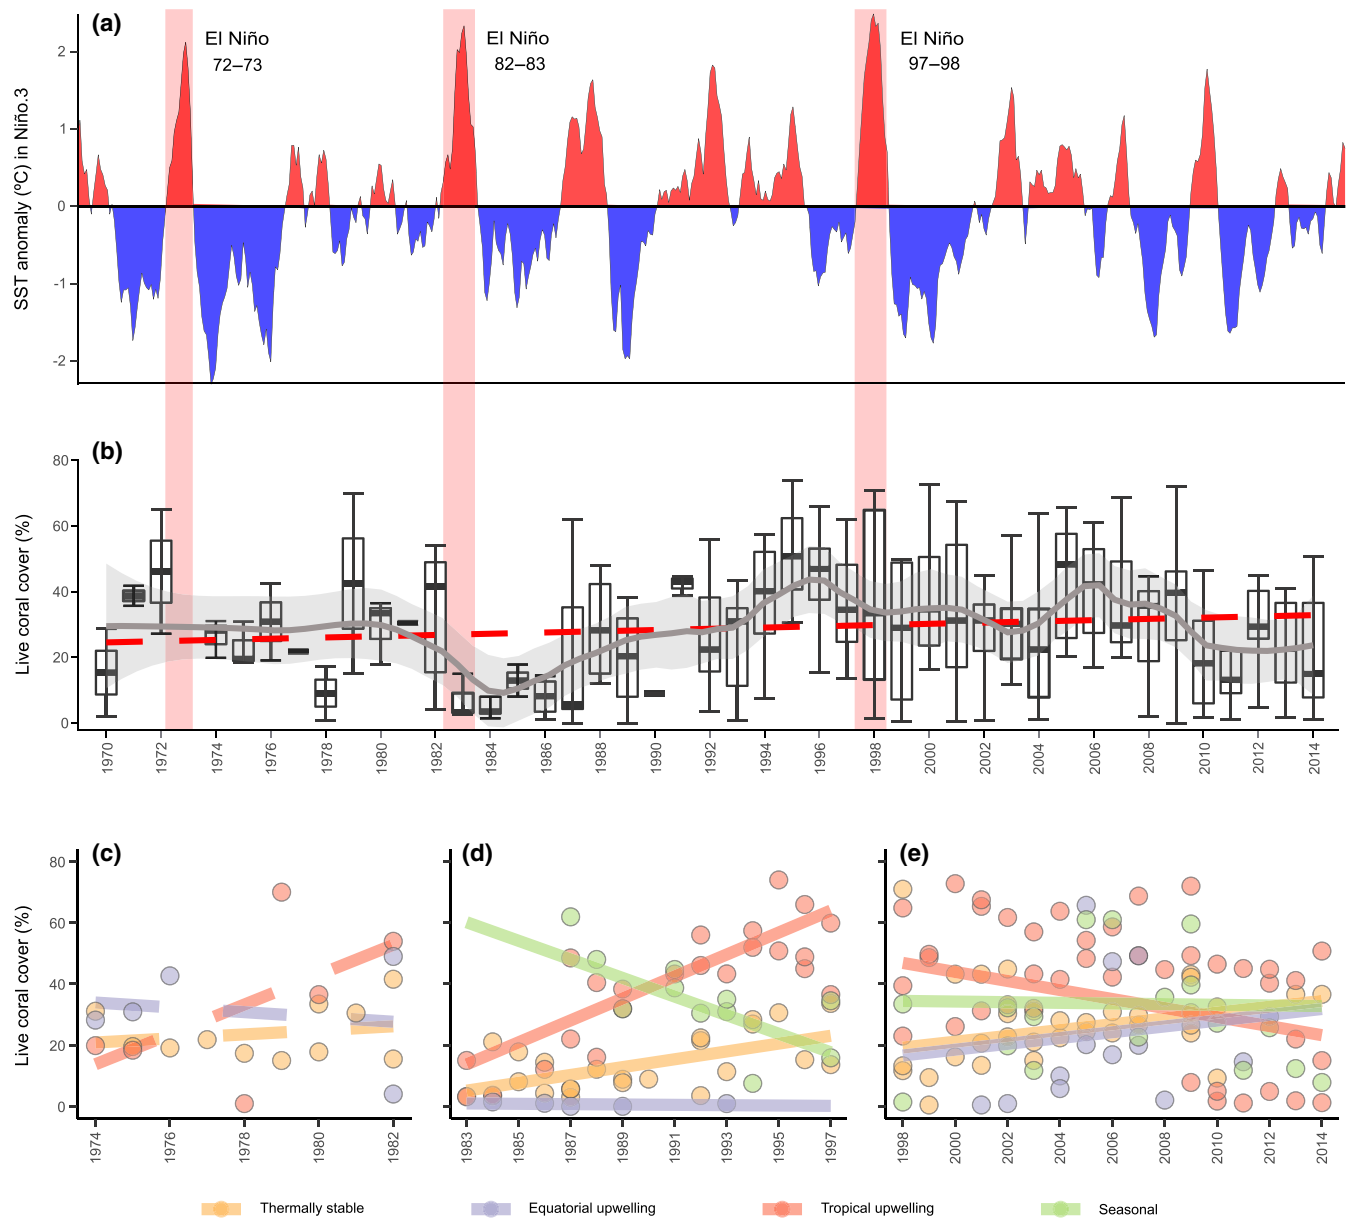 (a)
El Niño
72–73
El Niño
82–83
El Niño
97–98
SST anomaly (ºC) in Niño.3
2
1
0
-1
-2
(b)
Live coral cover (%)
80
60
40
20
0
1970 1972 1974 1976 1978 1980 1982 1984 1986 1988 1990 1992 1994 1996 1998 2000 2002 2004 2006 2008 2010 2012 2014
(c)
(d)
(e)
Live coral cover (%)
80
60
40
20
0
1974 1976 1978 1980 1982
1983 1985 1987 1989 1991 1993 1995 1997
1998 2000 2002 2004 2006 2008 2010 2012 2014
Thermally stable
Equatorial upwelling
Tropical upwelling
Seasonal